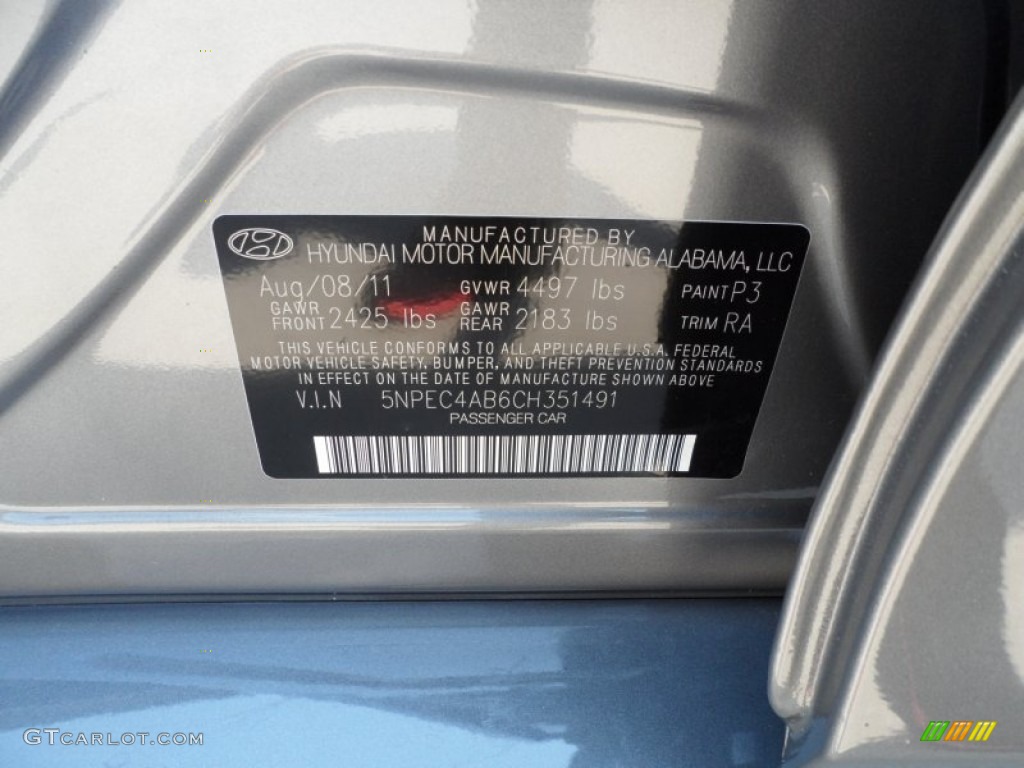 MANUFACTURED BY
HYUNDAI MOTOR MANUFACTURING ALABAMA, LLC
Aug/08/11 GVWR 4497 lbs PAINT P3
GAWR FRONT 2425 lbs GAWR REAR 2183 lbs TRIM RA
THIS VEHICLE CONFORMS TO ALL APPLICABLE U.S.A. FEDERAL
MOTOR VEHICLE SAFETY, BUMPER, AND THEFT PREVENTION STANDARDS
IN EFFECT ON THE DATE OF MANUFACTURE SHOWN ABOVE
V.I.N 5NPEC4AB6CH351491
PASSENGER CAR
GTCARLOT.COM